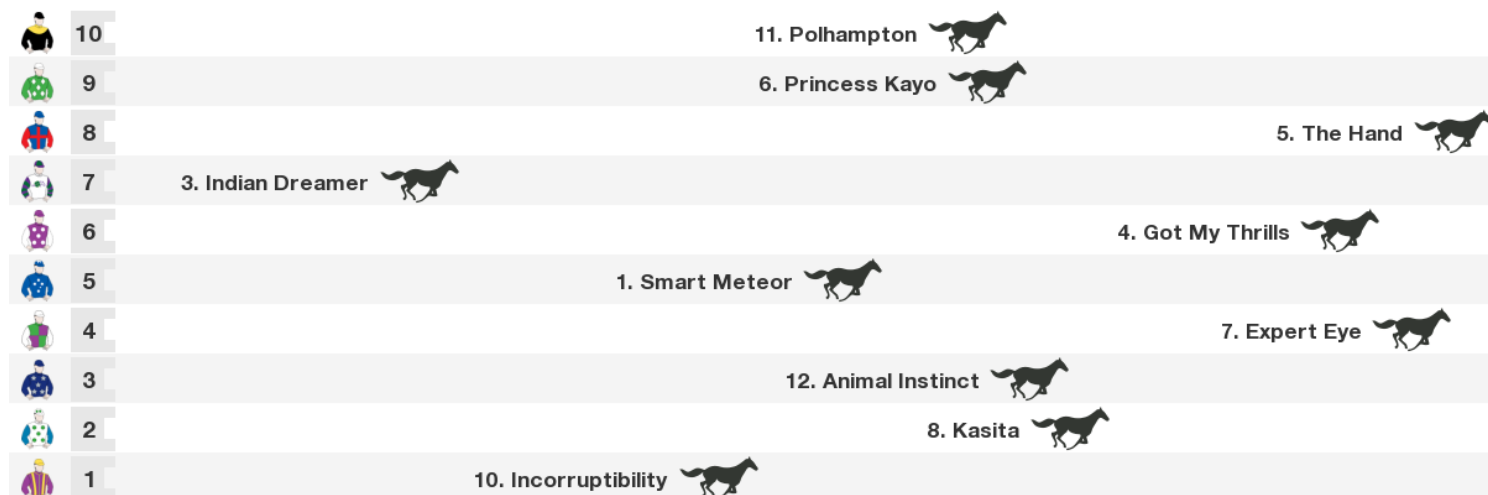 10 11. Polhampton
9 6. Princess Kayo
8 5. The Hand
7 3. Indian Dreamer
6 4. Got My Thrills
5 1. Smart Meteor
4 7. Expert Eye
3 12. Animal Instinct
2 8. Kasita
1 10. Incorruptibility